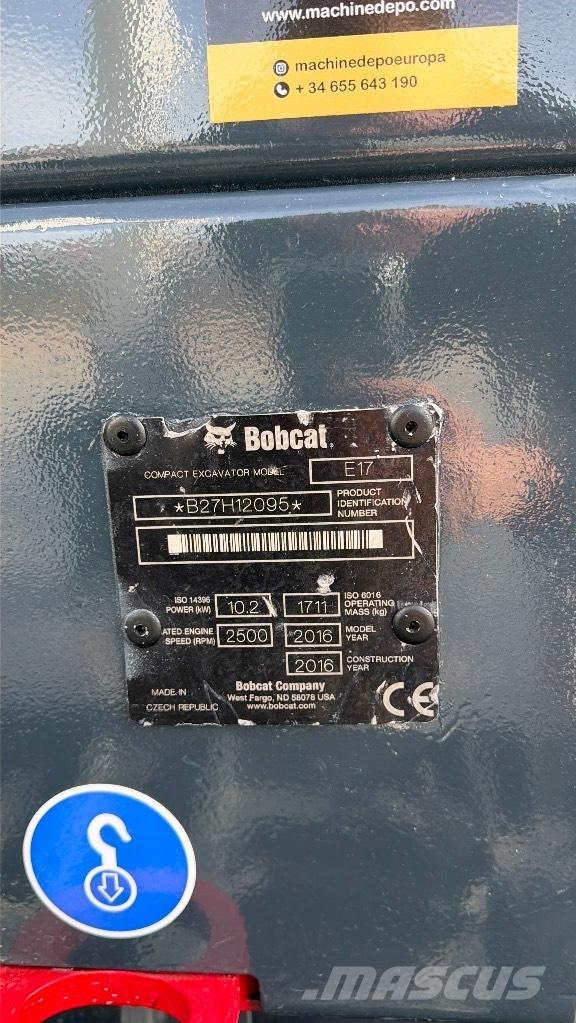 www.machinedepo.com
machinedepoeuropa
+ 34 655 643 190
Bobcat
COMPACT EXCAVATOR MODEL E17
*B27H12095* PRODUCT IDENTIFICATION NUMBER
ISO 14396 POWER (kW) 10.2 1711 ISO 6016 OPERATING MASS (kg)
ATED ENGINE SPEED (RPM) 2500 2016 MODEL YEAR
2016 CONSTRUCTION YEAR
Bobcat Company
West Fargo, ND 58078 USA
www.bobcat.com
MADE IN
CZECH REPUBLIC
CE
MASCUS